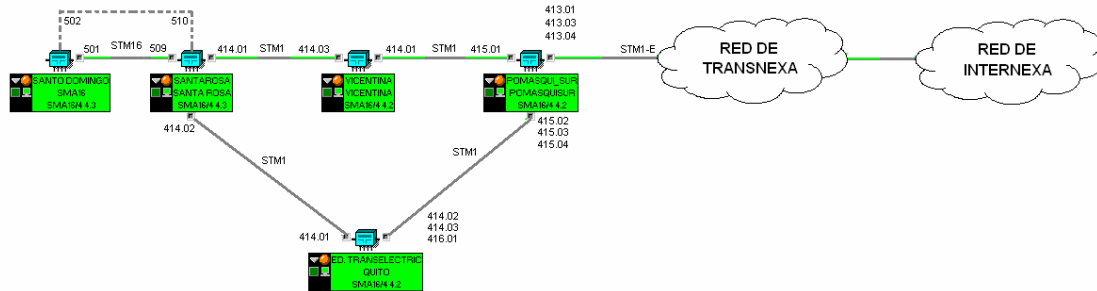 413.01
413.03
413.04
502
510
501
STM16
509
414.01
STM1
414.03
414.01
STM1
415.01
STM1-E
RED DE
TRANSNEXA
RED DE
INTERNEXA
SANTO DOMINGO
SMA16
SMA16/4 4.3
SANTAROSA
SANTA ROSA
SMA16/4 4.3
VICENTINA
VICENTINA
SMA16/4 4.2
POMASQUI_SUR
POMASQUISUR
SMA16/4 4.2
414.02
415.02
415.03
415.04
STM1
STM1
414.01
414.02
414.03
416.01
ED. TRANSELECTRIC
QUITO
SMA16/4 4.2